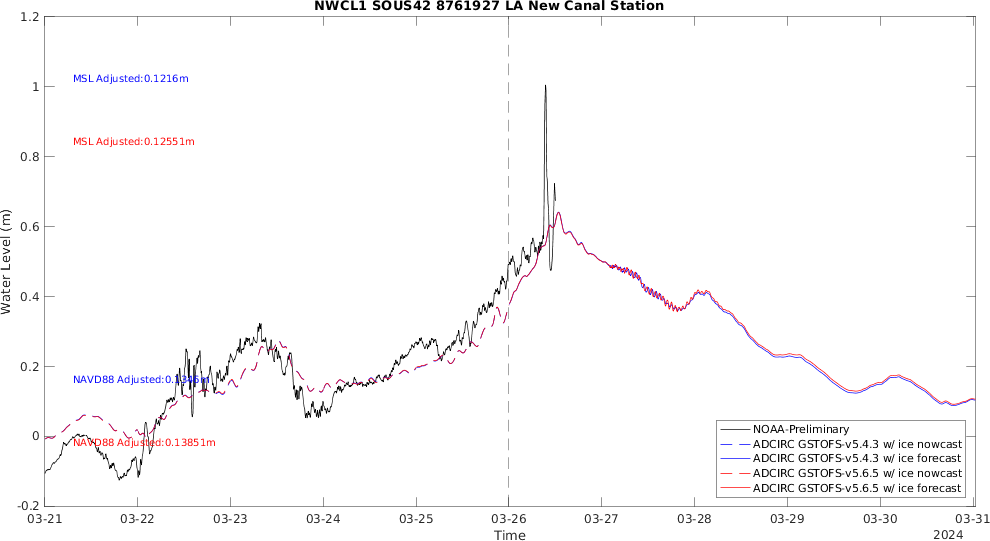 NWCL1 SOUS42 8761927 LA New Canal Station
1.2
1
0.8
0.6
0.4
0.2
0
-0.2
Water Level (m)
MSL Adjusted:0.1216m
MSL Adjusted:0.12551m
NAVD88 Adjusted:0.1346m
NAVD88 Adjusted:0.13851m
NOAA-Preliminary
ADCIRC GSTOFS-v5.4.3 w/ ice nowcast
ADCIRC GSTOFS-v5.4.3 w/ ice forecast
ADCIRC GSTOFS-v5.6.5 w/ ice nowcast
ADCIRC GSTOFS-v5.6.5 w/ ice forecast
03-21 03-22 03-23 03-24 03-25 03-26 03-27 03-28 03-29 03-30 03-31
Time
2024